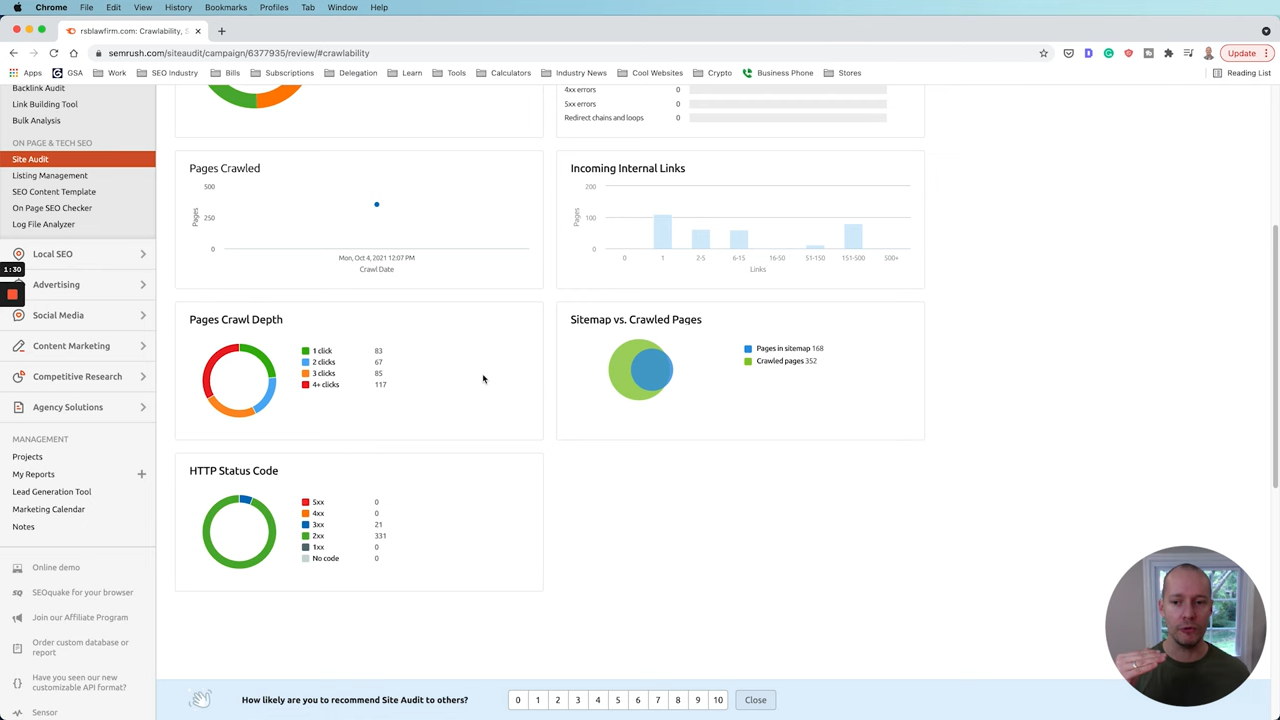 Chrome File Edit View History Bookmarks Profiles Tab Window Help
rsblawfirm.com: Crawlability, S
semrush.com/siteaudit/campaign/6377935/review/#crawlability
Update
Apps GSA Work SEO Industry Bills Subscriptions Delegation Learn Tools Calculators Industry News Cool Websites Crypto Business Phone Stores Reading List
Backlink Audit
Link Building Tool
Bulk Analysis
ON PAGE & TECH SEO
Site Audit
Listing Management
SEO Content Template
On Page SEO Checker
Log File Analyzer
Local SEO
1:30
Advertising
Social Media
Content Marketing
Competitive Research
Agency Solutions
MANAGEMENT
Projects
My Reports
Lead Generation Tool
Marketing Calendar
Notes
Online demo
SEOquake for your browser
Join our Affiliate Program
Order custom database or
report
Have you seen our new
customizable API format?
Sensor
4xx errors 0
5xx errors 0
Redirect chains and loops 0
Pages Crawled
500
250
0
Pages
Mon, Oct 4, 2021 12:07 PM
Crawl Date
Incoming Internal Links
200
100
0
Pages
0 1 2-5 6-15 16-50 51-150 151-500 500+
Links
Pages Crawl Depth
1 click 83
2 clicks 67
3 clicks 85
4+ clicks 117
Sitemap vs. Crawled Pages
Pages in sitemap 168
Crawled pages 352
HTTP Status Code
5xx 0
4xx 0
3xx 21
2xx 331
1xx 0
No code 0
How likely are you to recommend Site Audit to others?
0 1 2 3 4 5 6 7 8 9 10 Close